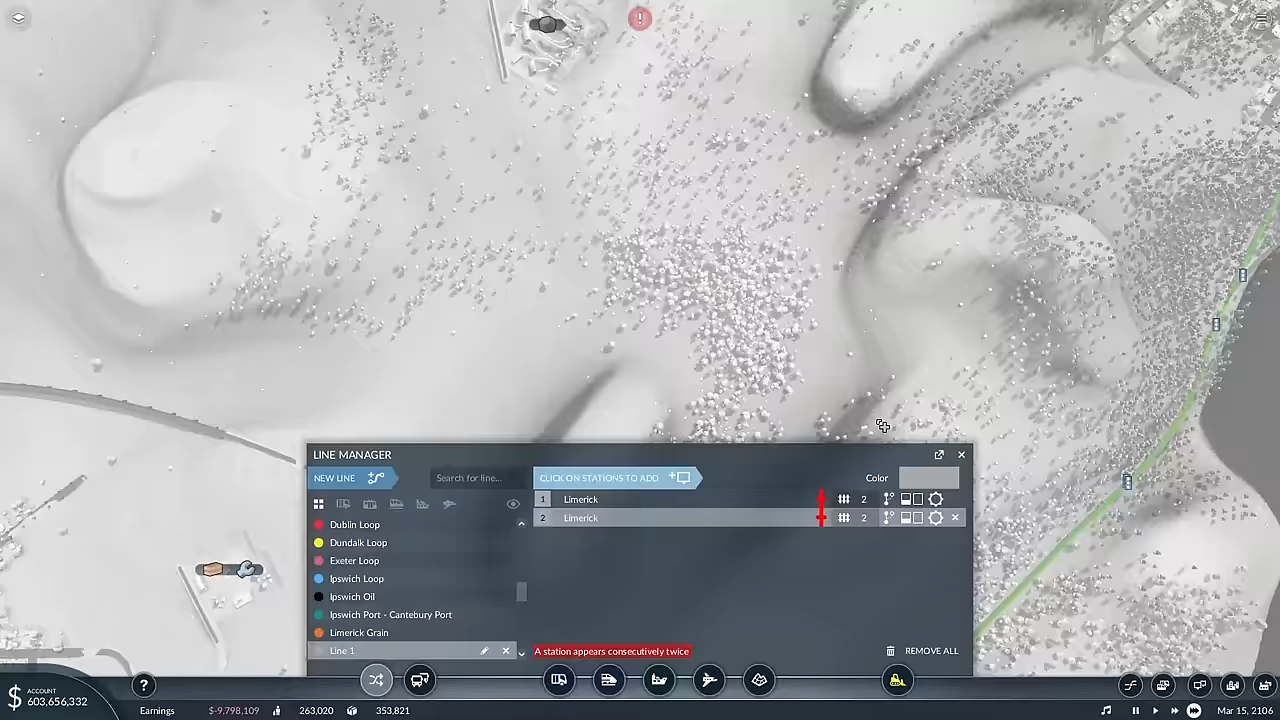 LINE MANAGER
NEW LINE
Search for line...
CLICK ON STATIONS TO ADD
Color
1 Limerick 2
2 Limerick 2
Dublin Loop
Dundalk Loop
Exeter Loop
Ipswich Loop
Ipswich Oil
Ipswich Port - Cantebury Port
Limerick Grain
Line 1
A station appears consecutively twice
REMOVE ALL
$ ACCOUNT
603,656,332
?
Earnings $-9,798,109 263,020 353,821
Mar 15, 2106